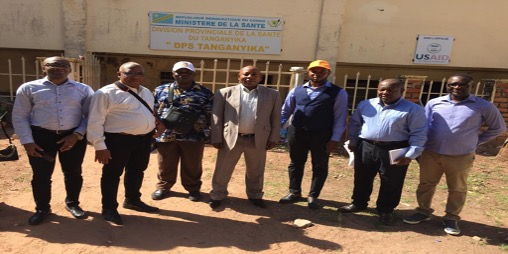 REPUBLIQUE DEMOCRATIQUE DU CONGO
MINISTERE DE LA SANTE
DIVISION PROVINCIALE DE LA SANTE
DU TANGANYIKA
"DPS TANGANYIKA"
USAID